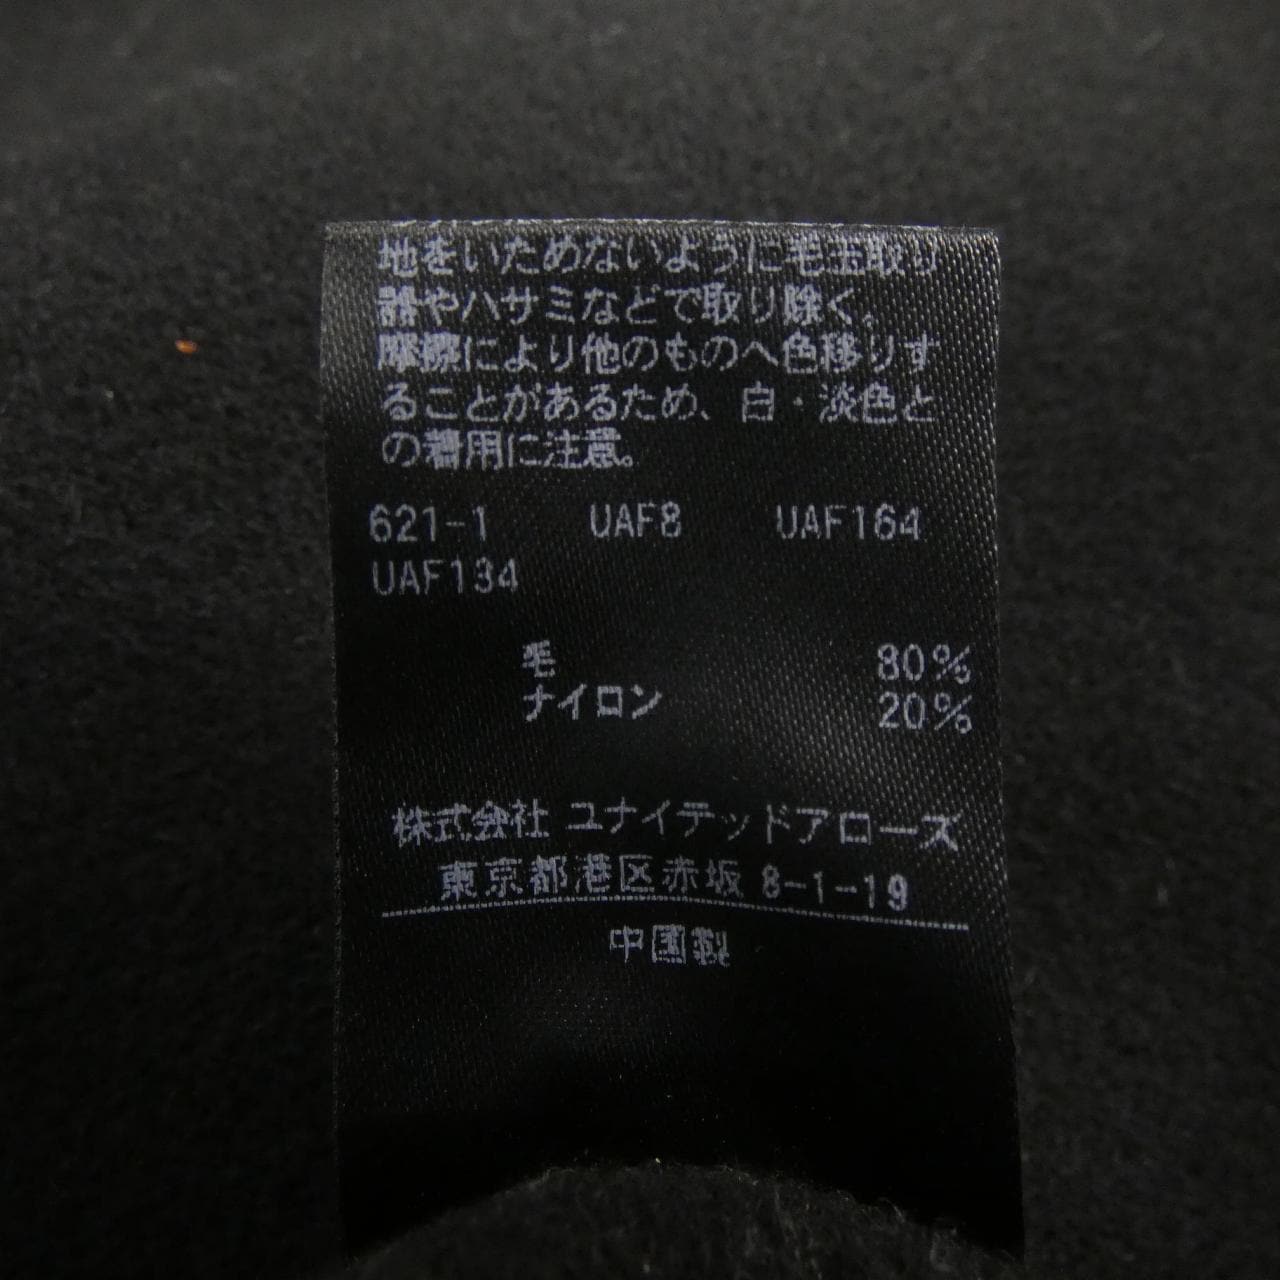 地をいためないように毛玉取り
器やハサミなどで取り除く。
摩擦により他のものへ色移りす
ることがあるため、白・淡色と
の着用に注意。
621-1 UAF8 UAF164
UAF134
毛 80%
ナイロン 20%
株式会社 ユナイテッドアローズ
東京都港区赤坂 8-1-19
中国製